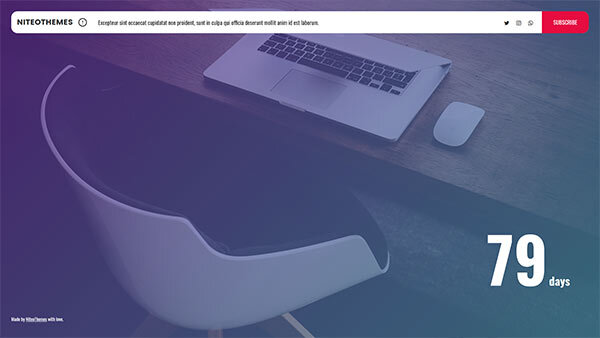 NITEOTHEMES
Excepteur sint occaecat cupidatat non proident, sunt in culpa qui officia deserunt mollit anim id est laborum.
SUBSCRIBE
79 days
Made by NiteoThemes with love.